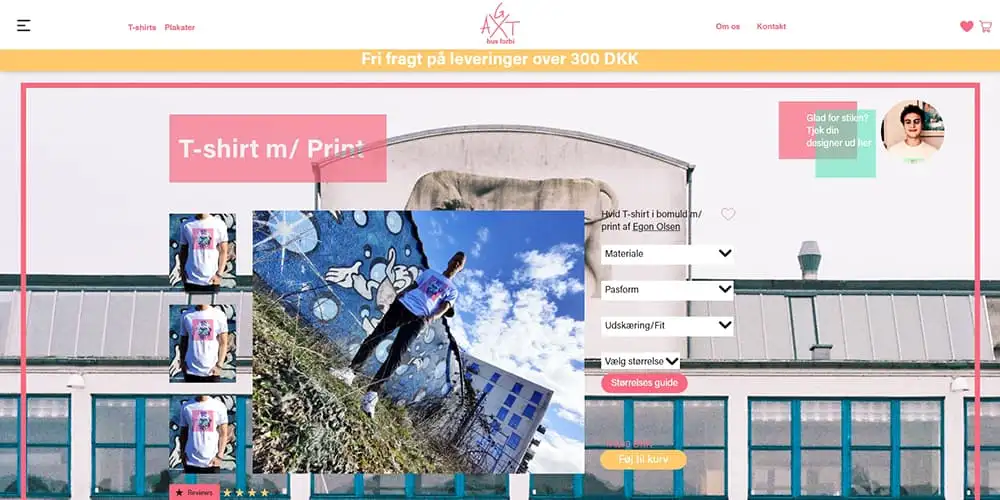 T-shirts
Plakater
G
AXT
hus forbi
Om os
Kontakt
Fri fragt på leveringer over 300 DKK
T-shirt m/ Print
Glad for stilen?
Tjek din
designer ud her
Hvid T-shirt i bomuld m/
print af Egon Olsen
Materiale
Pasform
Udskæring/Fit
Vælg størrelse
Størrelses guide
Føj til kurv
Reviews